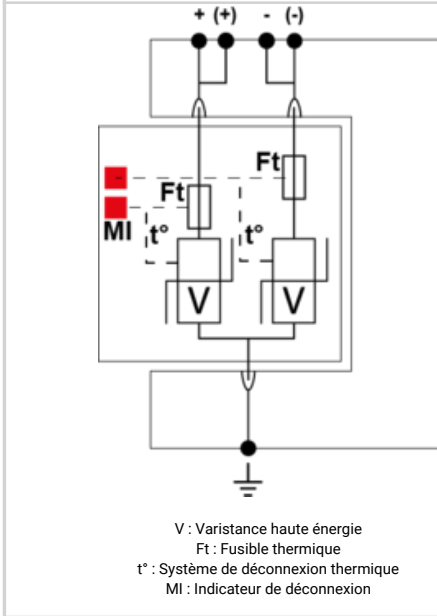 + (+) - (-)
Ft
Ft
MI
t°
t°
V
V
V : Varistance haute énergie
Ft : Fusible thermique
t° : Système de déconnexion thermique
MI : Indicateur de déconnexion